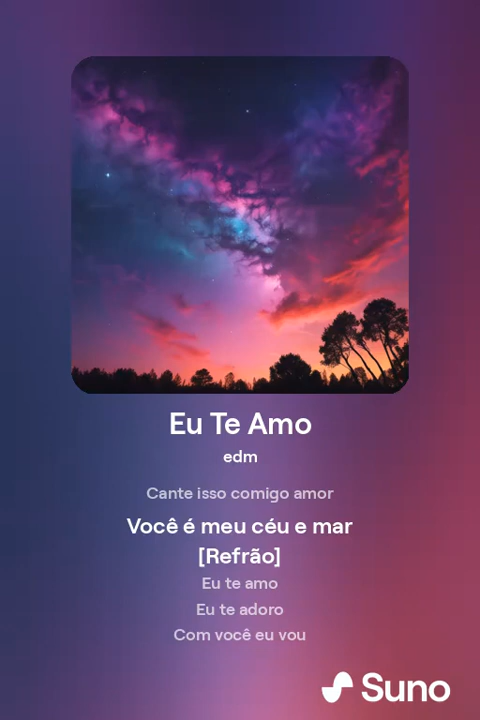 Eu Te Amo
edm
Cante isso comigo amor
Você é meu céu e mar
[Refrão]
Eu te amo
Eu te adoro
Com você eu vou
Suno